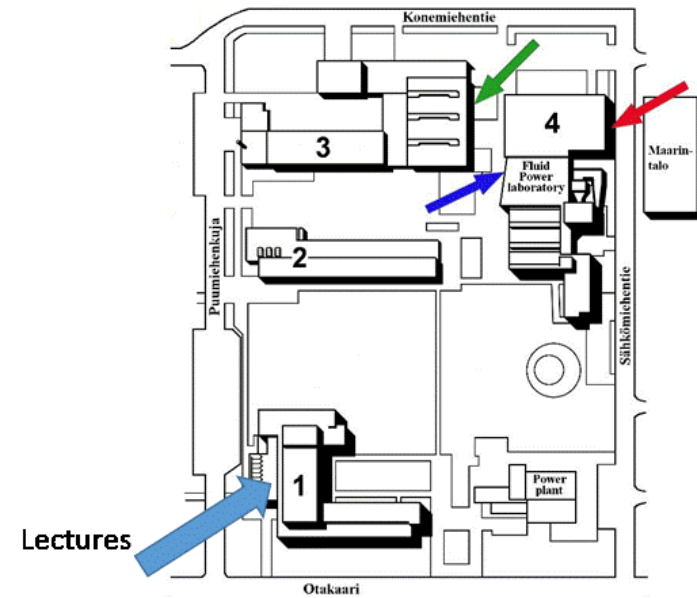 Konemiehentie
4
3
Maarin-
talo
Fluid
Power
laboratory
2
Puumiehenkuja
Sähkömiehentie
1
Power
plant
Lectures
Otakaari